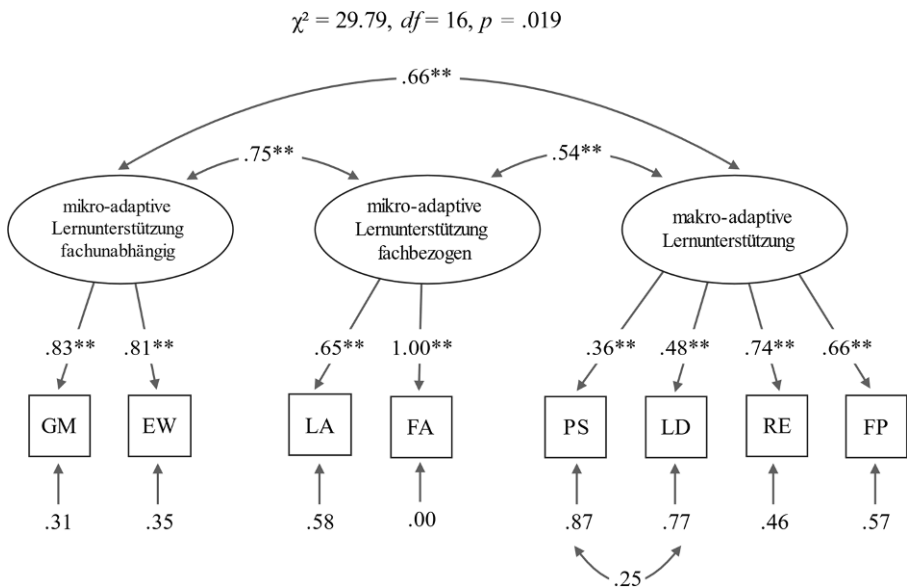 χ² = 29.79, df = 16, p = .019
.66**
.75**
.54**
mikro-adaptive
Lernunterstützung
fachunabhängig
mikro-adaptive
Lernunterstützung
fachbezogen
makro-adaptive
Lernunterstützung
.83** .81** .65** 1.00** .36** .48** .74** .66**
GM EW LA FA PS LD RE FP
.31 .35 .58 .00 .87 .77 .46 .57
.25